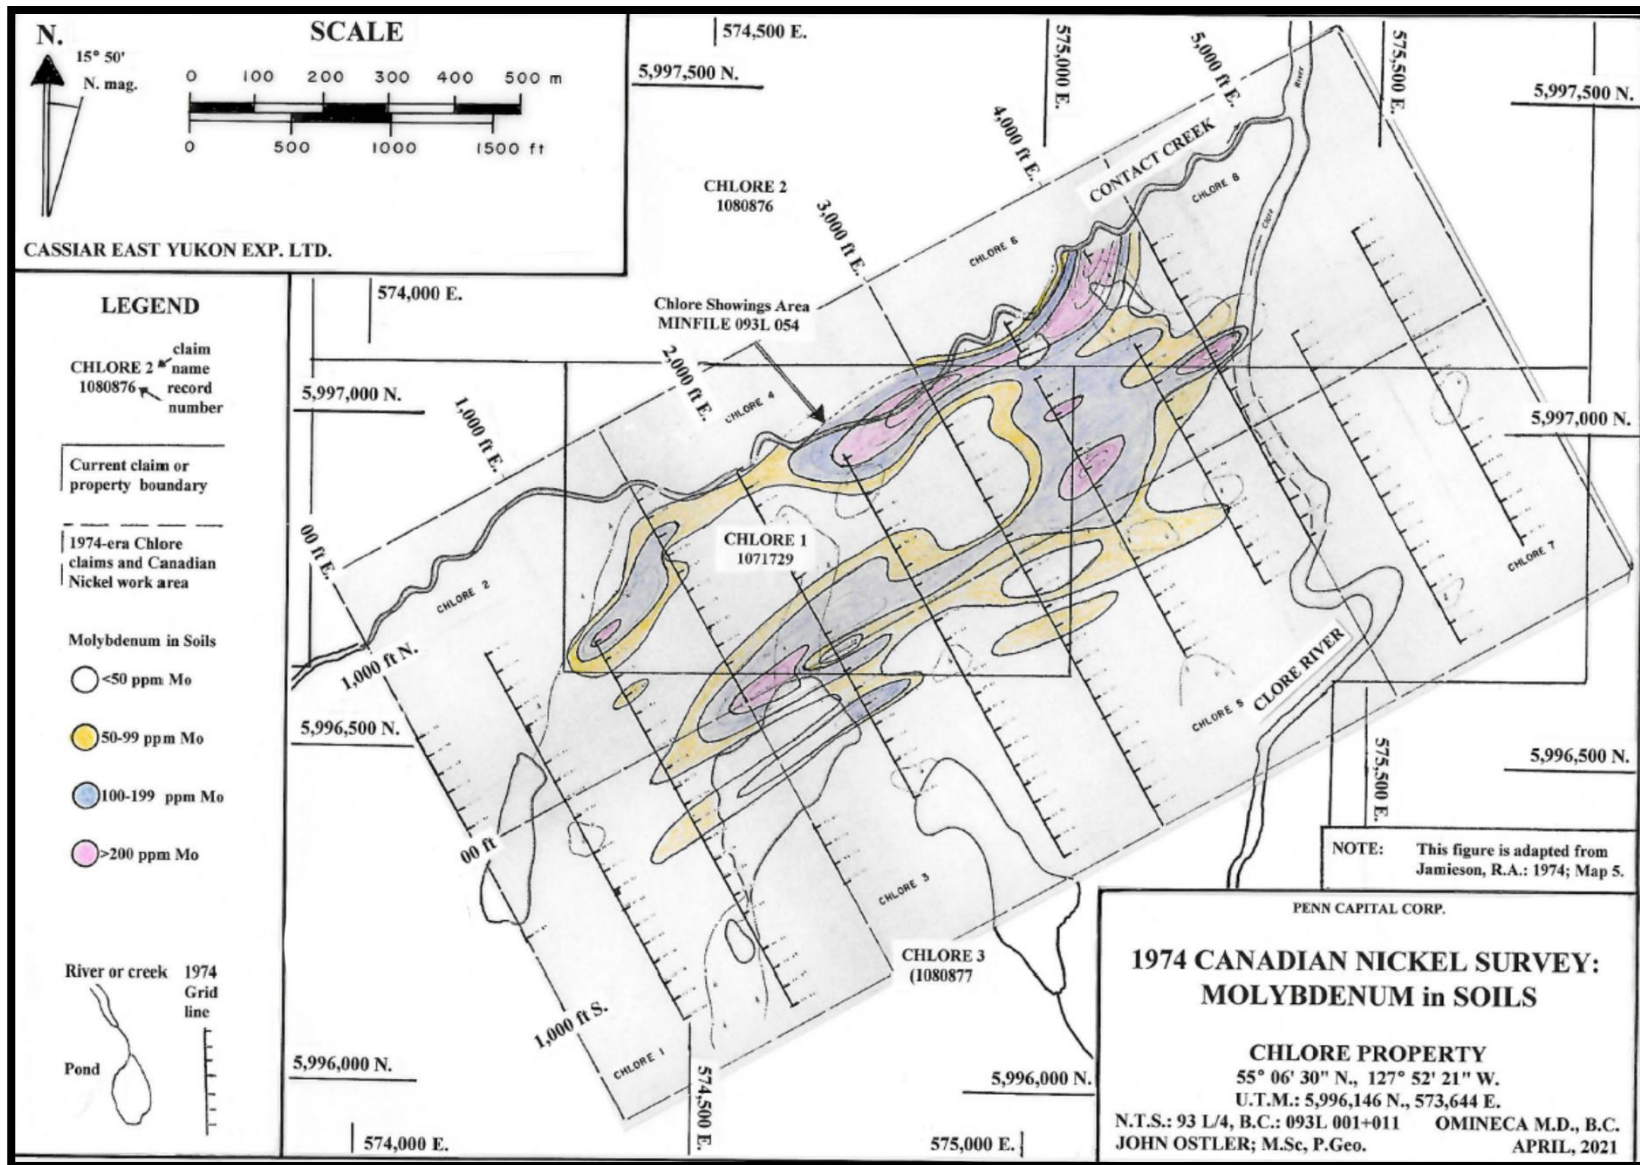 N.
15° 50'
N. mag.
SCALE
0 100 200 300 400 500 m
0 500 1000 1500 ft
CASSIAR EAST YUKON EXP. LTD.
574,500 E.
5,997,500 N.
575,000 E.
5,000 ft E.
575,500 E.
5,997,500 N.
River
4,000 ft E.
CONTACT CREEK
CHLORE 8
CHLORE 2
1080876
3,000 ft E.
CHLORE 6
Clore
LEGEND
574,000 E.
Chlore Showings Area
MINFILE 093L 054
CHLORE 2
1080876
claim
name
record
number
2,000 ft E.
5,997,000 N.
CHLORE 4
1,000 ft E.
5,997,000 N.
Current claim or
property boundary
1974-era Chlore
claims and Canadian
Nickel work area
00 ft E.
CHLORE 1
1071729
CHLORE 7
CHLORE 2
Molybdenum in Soils
<50 ppm Mo
50-99 ppm Mo
100-199 ppm Mo
>200 ppm Mo
1,000 ft N.
CLORE RIVER
CHLORE 5
5,996,500 N.
575,500 E.
5,996,500 N.
00 ft
CHLORE 3
NOTE: This figure is adapted from
Jamieson, R.A.: 1974; Map 5.
River or creek
1974
Grid
line
Pond
CHLORE 3
(1080877
1,000 ft S.
CHLORE 1
5,996,000 N.
574,500 E.
5,996,000 N.
574,000 E.
575,000 E.
PENN CAPITAL CORP.
1974 CANADIAN NICKEL SURVEY:
MOLYBDENUM in SOILS
CHLORE PROPERTY
55° 06' 30" N., 127° 52' 21" W.
U.T.M.: 5,996,146 N., 573,644 E.
N.T.S.: 93 L/4, B.C.: 093L 001+011 OMINECA M.D., B.C.
JOHN OSTLER; M.Sc, P.Geo. APRIL, 2021